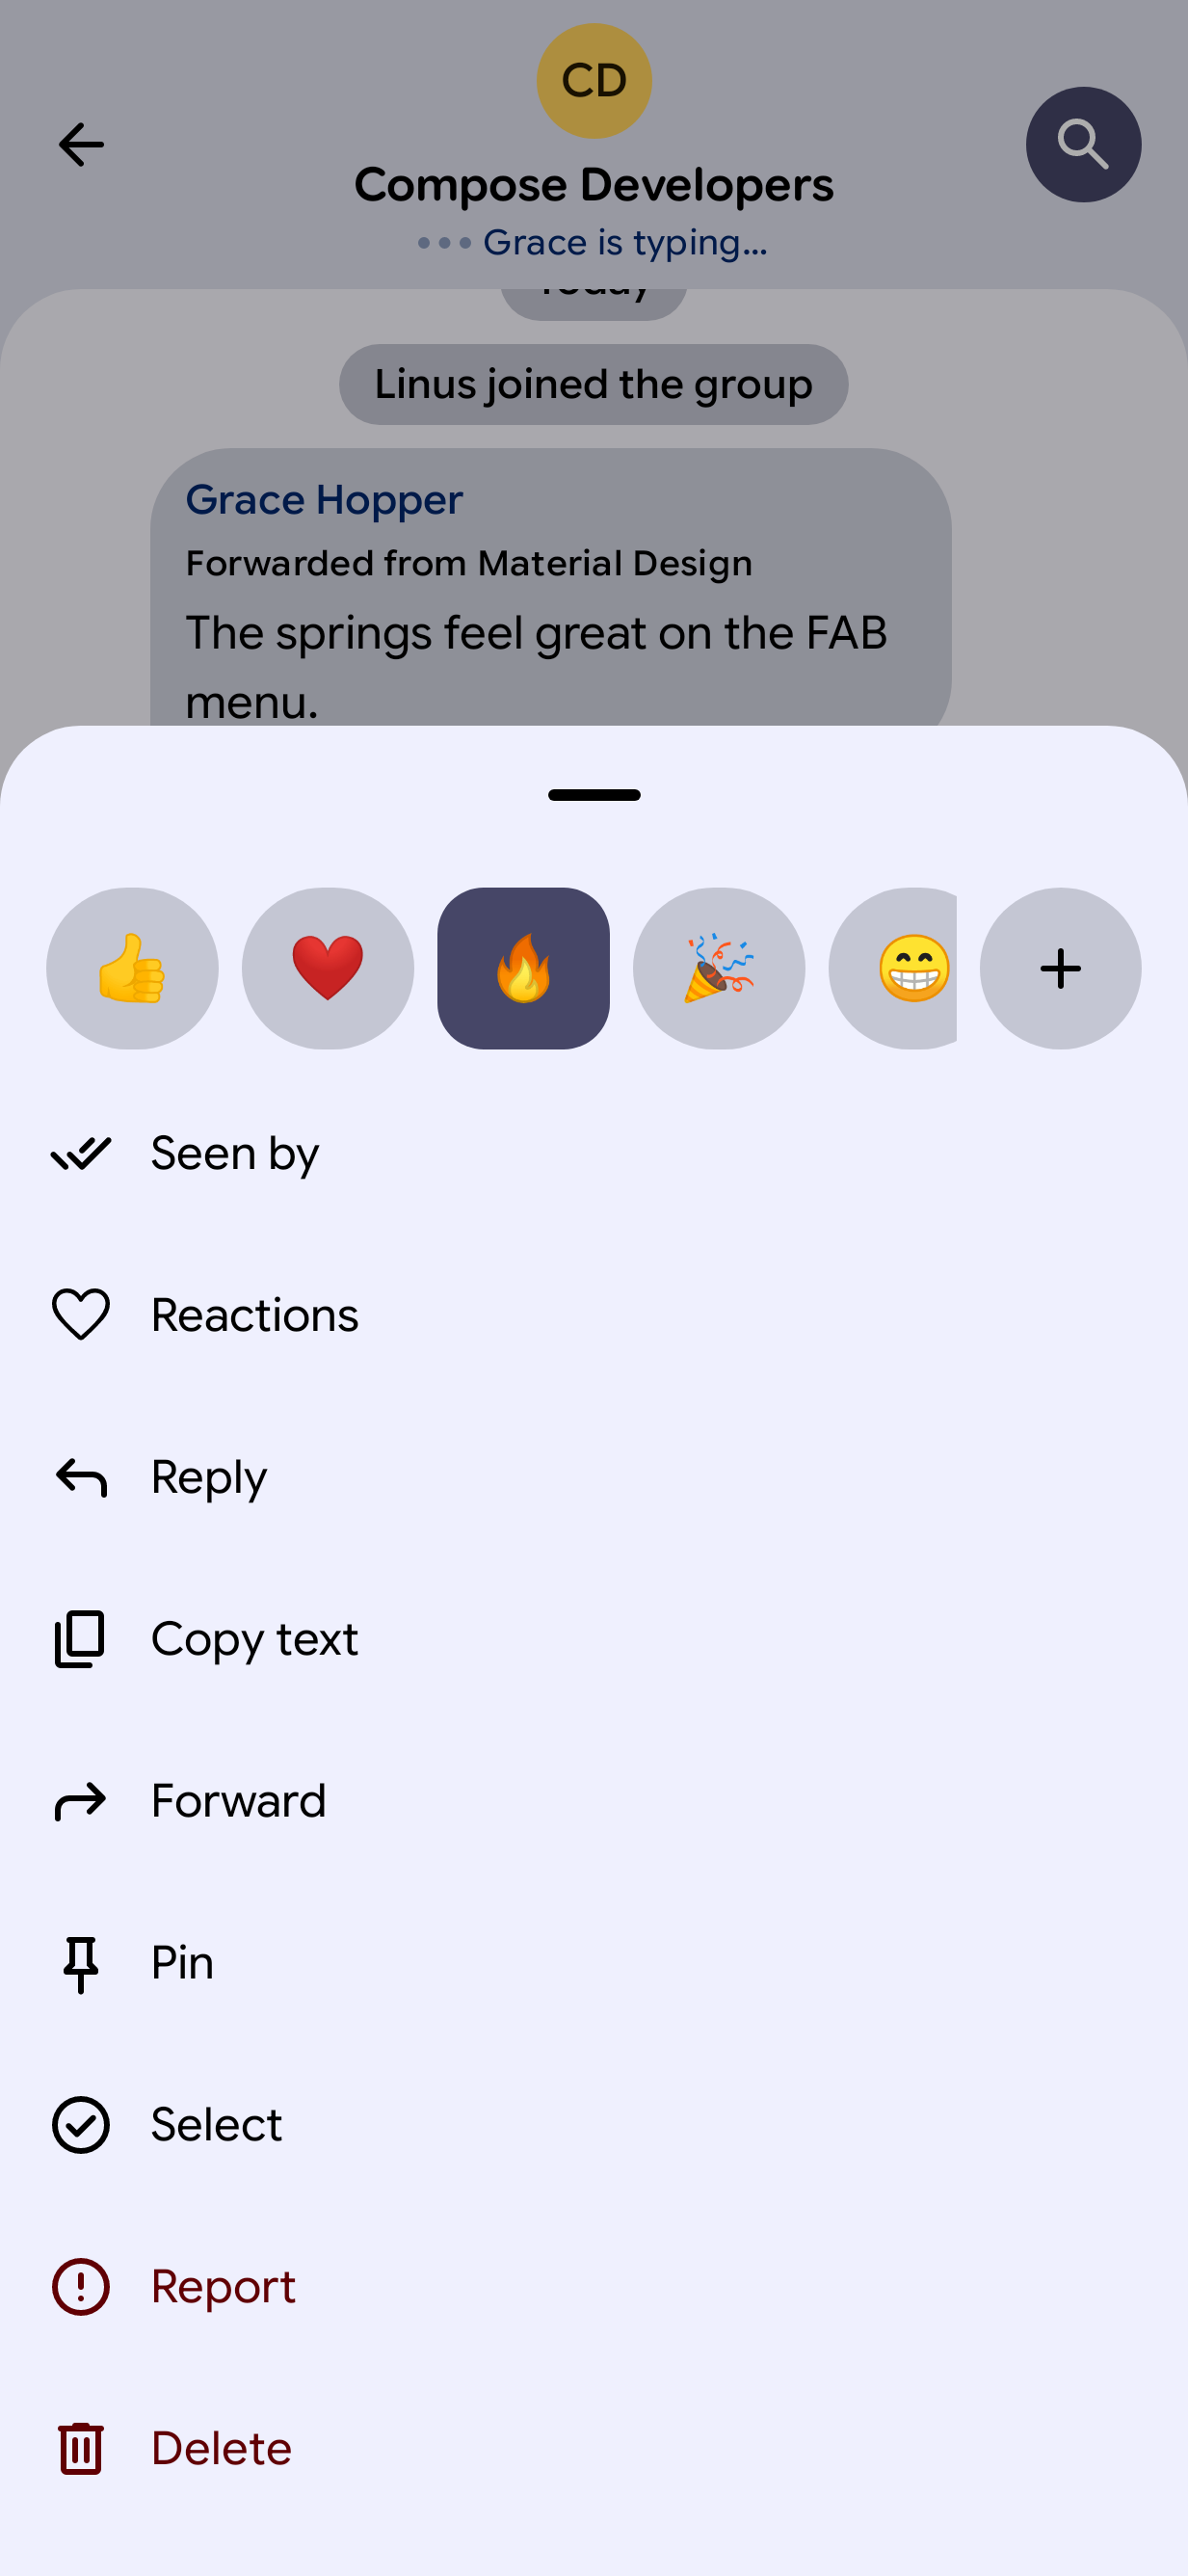 CD
Compose Developers
Grace is typing...
Today
Linus joined the group
Grace Hopper
Forwarded from Material Design
The springs feel great on the FAB
menu.
Seen by
Reactions
Reply
Copy text
Forward
Pin
Select
Report
Delete